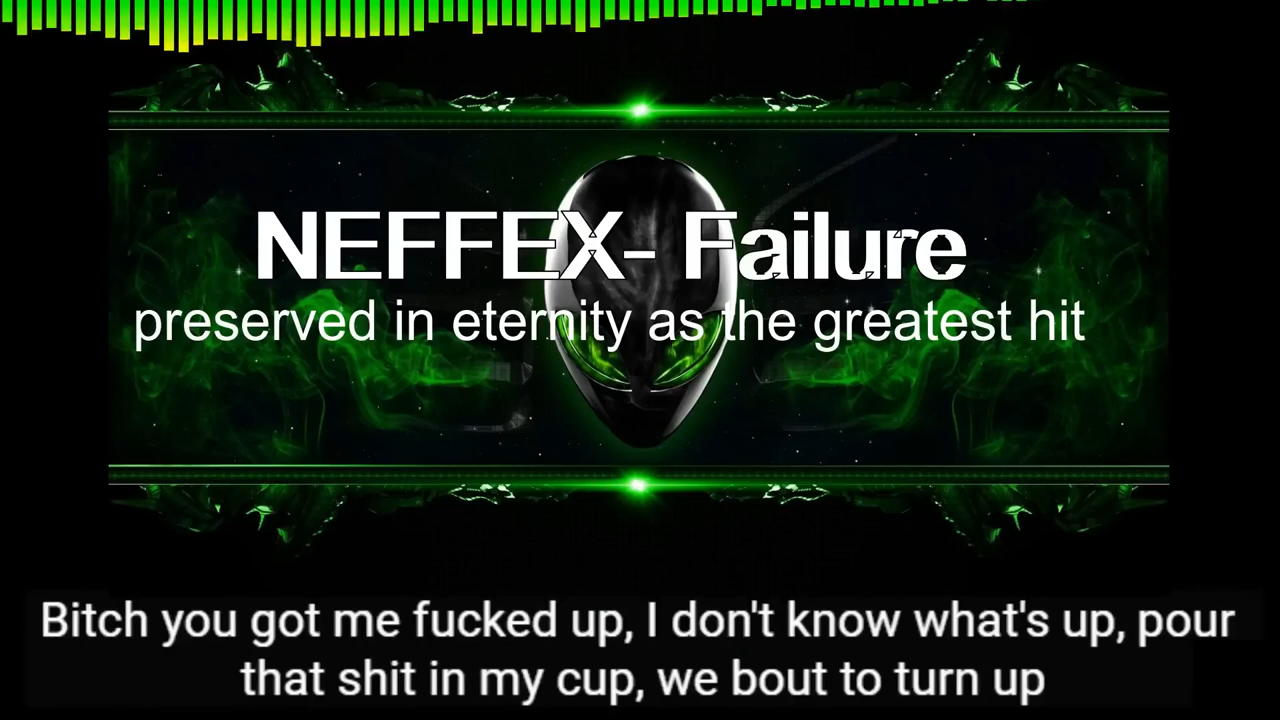 NEFFEX- Failure
preserved in eternity as the greatest hit
Bitch you got me fucked up, I don't know what's up, pour
that shit in my cup, we bout to turn up